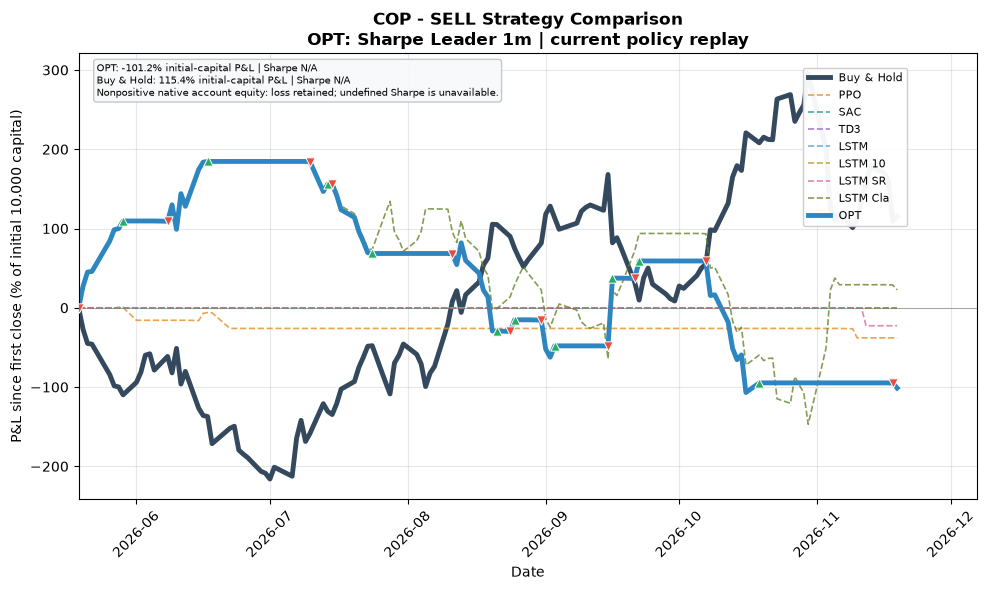 COP - SELL Strategy Comparison
OPT: Sharpe Leader 1m | current policy replay
OPT: -101.2% initial-capital P&L | Sharpe N/A
Buy & Hold: 115.4% initial-capital P&L | Sharpe N/A
Nonpositive native account equity: loss retained; undefined Sharpe is unavailable.
Buy & Hold
PPO
SAC
TD3
LSTM
LSTM 10
LSTM SR
LSTM Cla
OPT
P&L since first close (% of initial 10,000 capital)
300
200
100
0
−100
−200
2026-06
2026-07
2026-08
2026-09
2026-10
2026-11
2026-12
Date